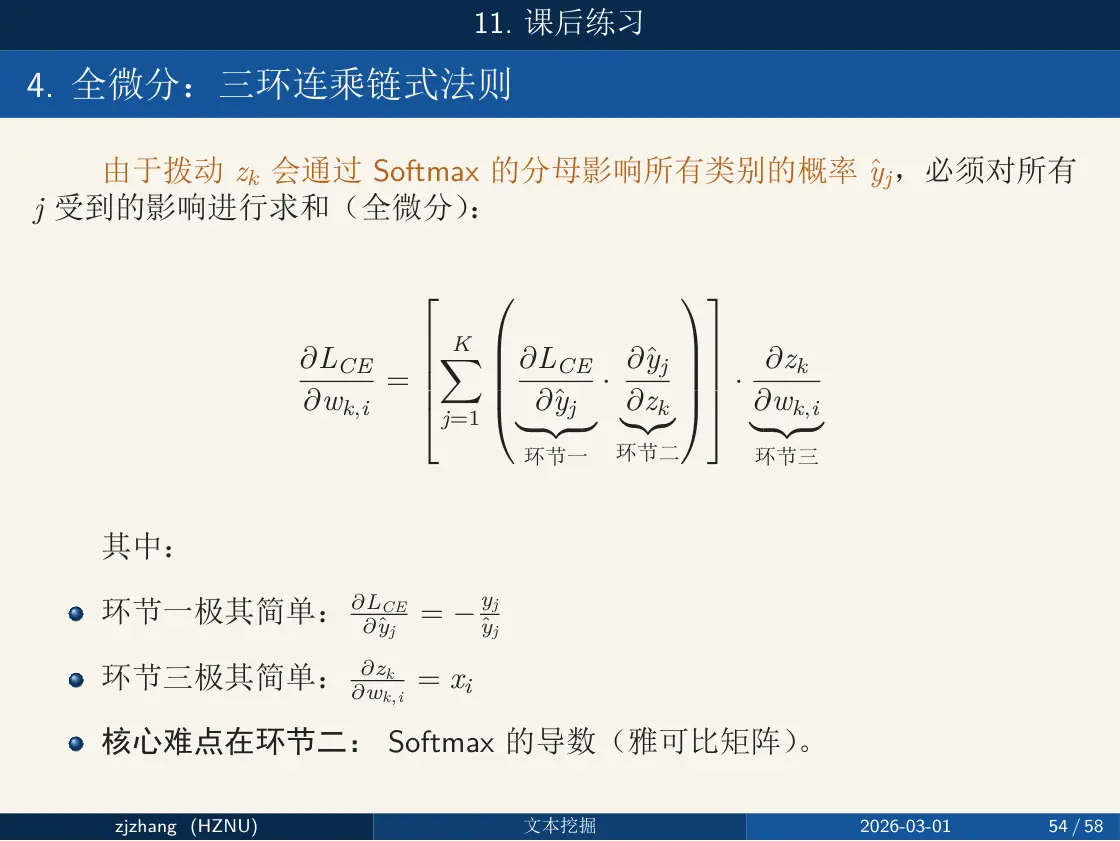 11. 课后练习
4. 全微分：三环连乘链式法则
由于拨动 z_k 会通过 Softmax 的分母影响所有类别的概率 ŷ_j，必须对所有
j 受到的影响进行求和（全微分）：
∂L_{CE}/∂w_{k,i} = [ ∑_{j=1}^{K} ( ∂L_{CE}/∂ŷ_j · ∂ŷ_j/∂z_k ) ] · ∂z_k/∂w_{k,i}
环节一 环节二 环节三
其中：
环节一极其简单：∂L_{CE}/∂ŷ_j = −y_j/ŷ_j
环节三极其简单：∂z_k/∂w_{k,i} = x_i
核心难点在环节二： Softmax 的导数（雅可比矩阵）。
zjzhang (HZNU) 文本挖掘 2026-03-01 54 / 58